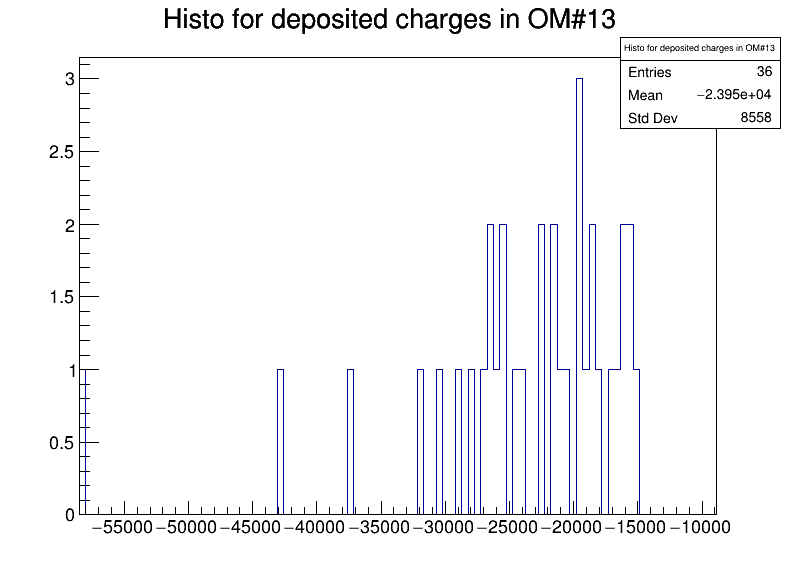 Histo for deposited charges in OM#13
Histo for deposited charges in OM#13
Entries 36
Mean −2.395e+04
Std Dev 8558
3
2.5
2
1.5
1
0.5
0
−55000 −50000 −45000 −40000 −35000 −30000 −25000 −20000 −15000 −10000